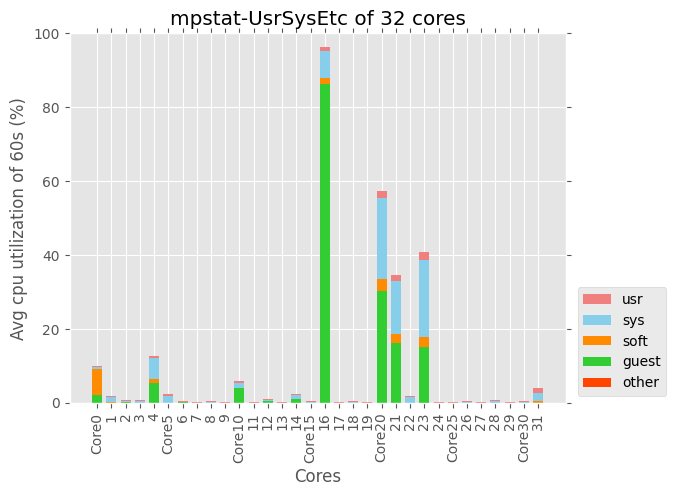 mpstat-UsrSysEtc of 32 cores
Avg cpu utilization of 60s (%)
100
80
60
40
20
0
Core0
1
2
3
4
Core5
6
7
8
9
Core10
11
12
13
14
Core15
16
17
18
19
Core20
21
22
23
24
Core25
26
27
28
29
Core30
31
Cores
usr
sys
soft
guest
other